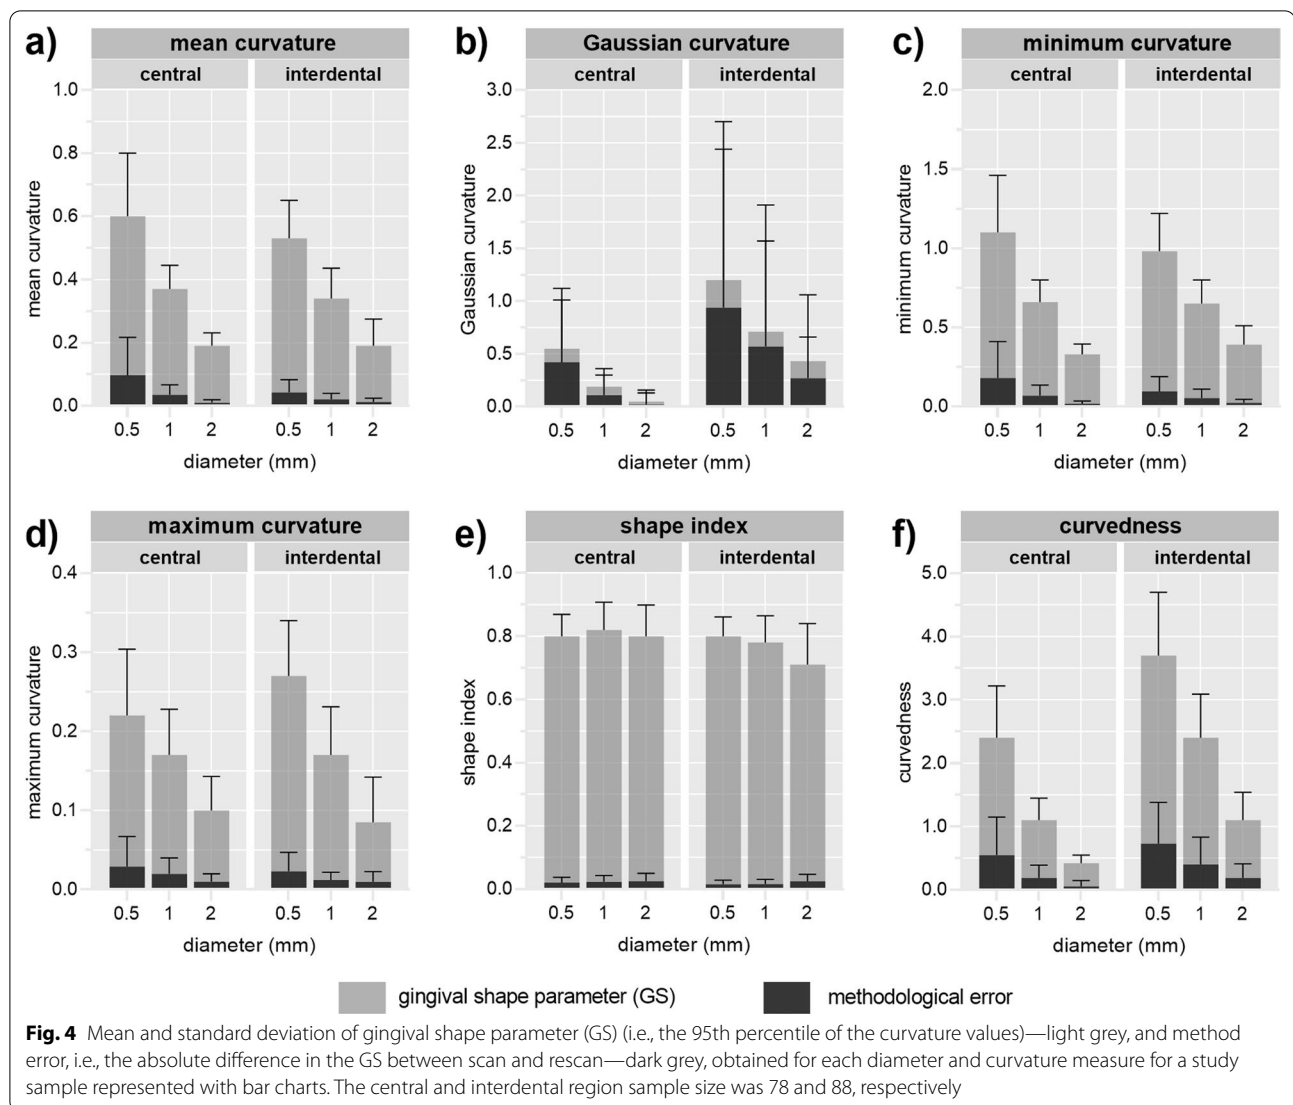 a) mean curvature
central interdental
mean curvature
1.0
0.8
0.6
0.4
0.2
0.0
0.5 1 2 0.5 1 2
diameter (mm)
b) Gaussian curvature
central interdental
Gaussian curvature
3.0
2.5
2.0
1.5
1.0
0.5
0.0
0.5 1 2 0.5 1 2
diameter (mm)
c) minimum curvature
central interdental
minimum curvature
2.0
1.5
1.0
0.5
0.0
0.5 1 2 0.5 1 2
diameter (mm)
d) maximum curvature
central interdental
maximum curvature
0.4
0.3
0.2
0.1
0.0
0.5 1 2 0.5 1 2
diameter (mm)
e) shape index
central interdental
shape index
1.0
0.8
0.6
0.4
0.2
0.0
0.5 1 2 0.5 1 2
diameter (mm)
f) curvedness
central interdental
curvedness
5.0
4.0
3.0
2.0
1.0
0.0
0.5 1 2 0.5 1 2
diameter (mm)
gingival shape parameter (GS) methodological error
Fig. 4 Mean and standard deviation of gingival shape parameter (GS) (i.e., the 95th percentile of the curvature values)—light grey, and method
error, i.e., the absolute difference in the GS between scan and rescan—dark grey, obtained for each diameter and curvature measure for a study
sample represented with bar charts. The central and interdental region sample size was 78 and 88, respectively